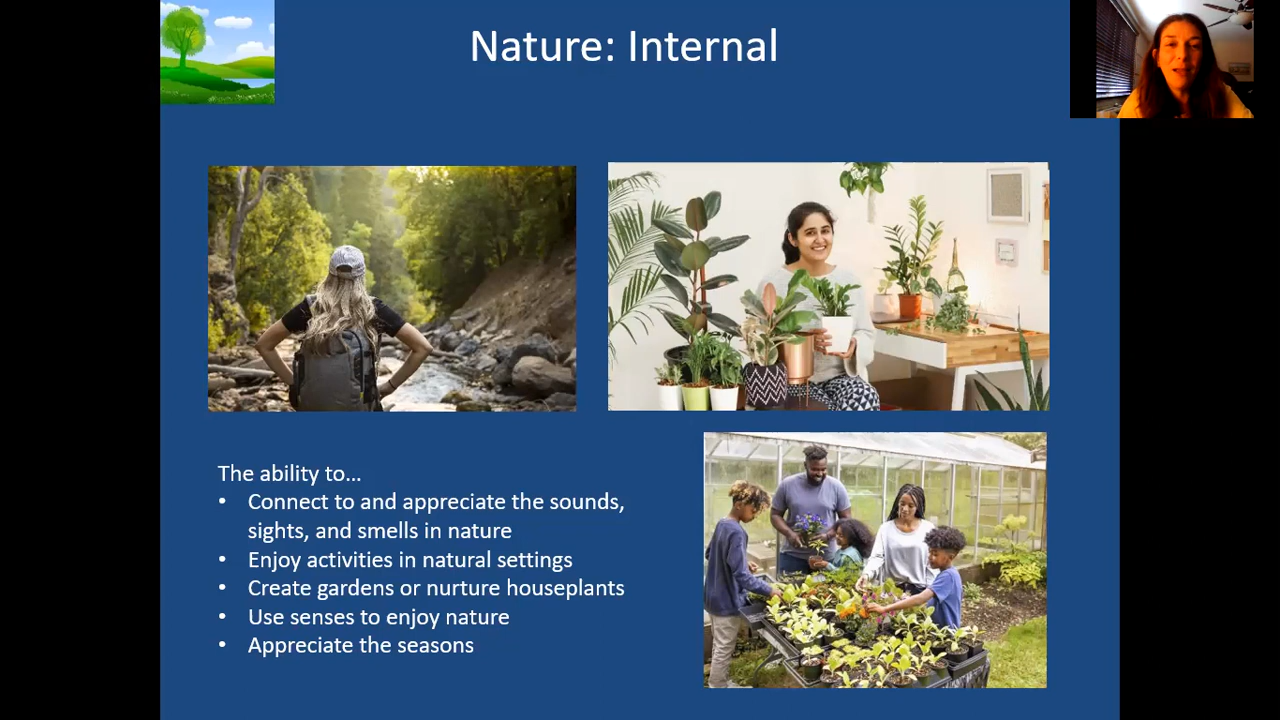 Nature: Internal
The ability to...
• Connect to and appreciate the sounds,
sights, and smells in nature
• Enjoy activities in natural settings
• Create gardens or nurture houseplants
• Use senses to enjoy nature
• Appreciate the seasons